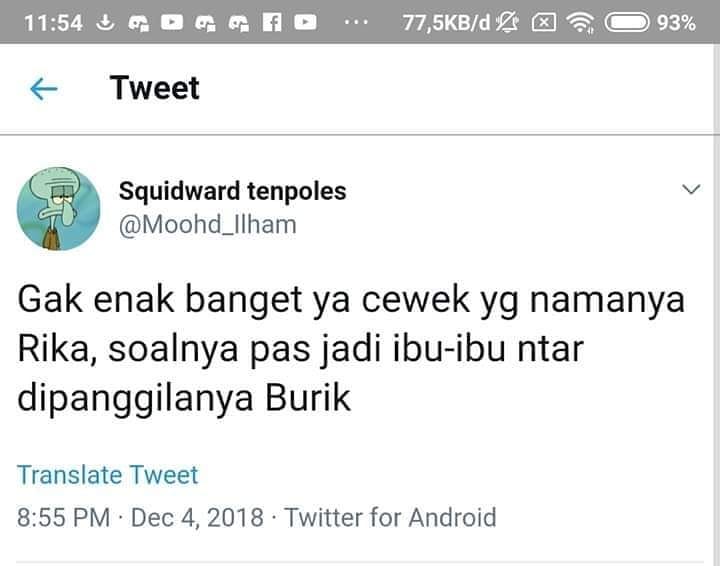 11:54 ... 77,5KB/d 93%
Tweet
Squidward tenpoles
@Moohd_Ilham
Gak enak banget ya cewek yg namanya
Rika, soalnya pas jadi ibu-ibu ntar
dipanggilanya Burik
Translate Tweet
8:55 PM · Dec 4, 2018 · Twitter for Android